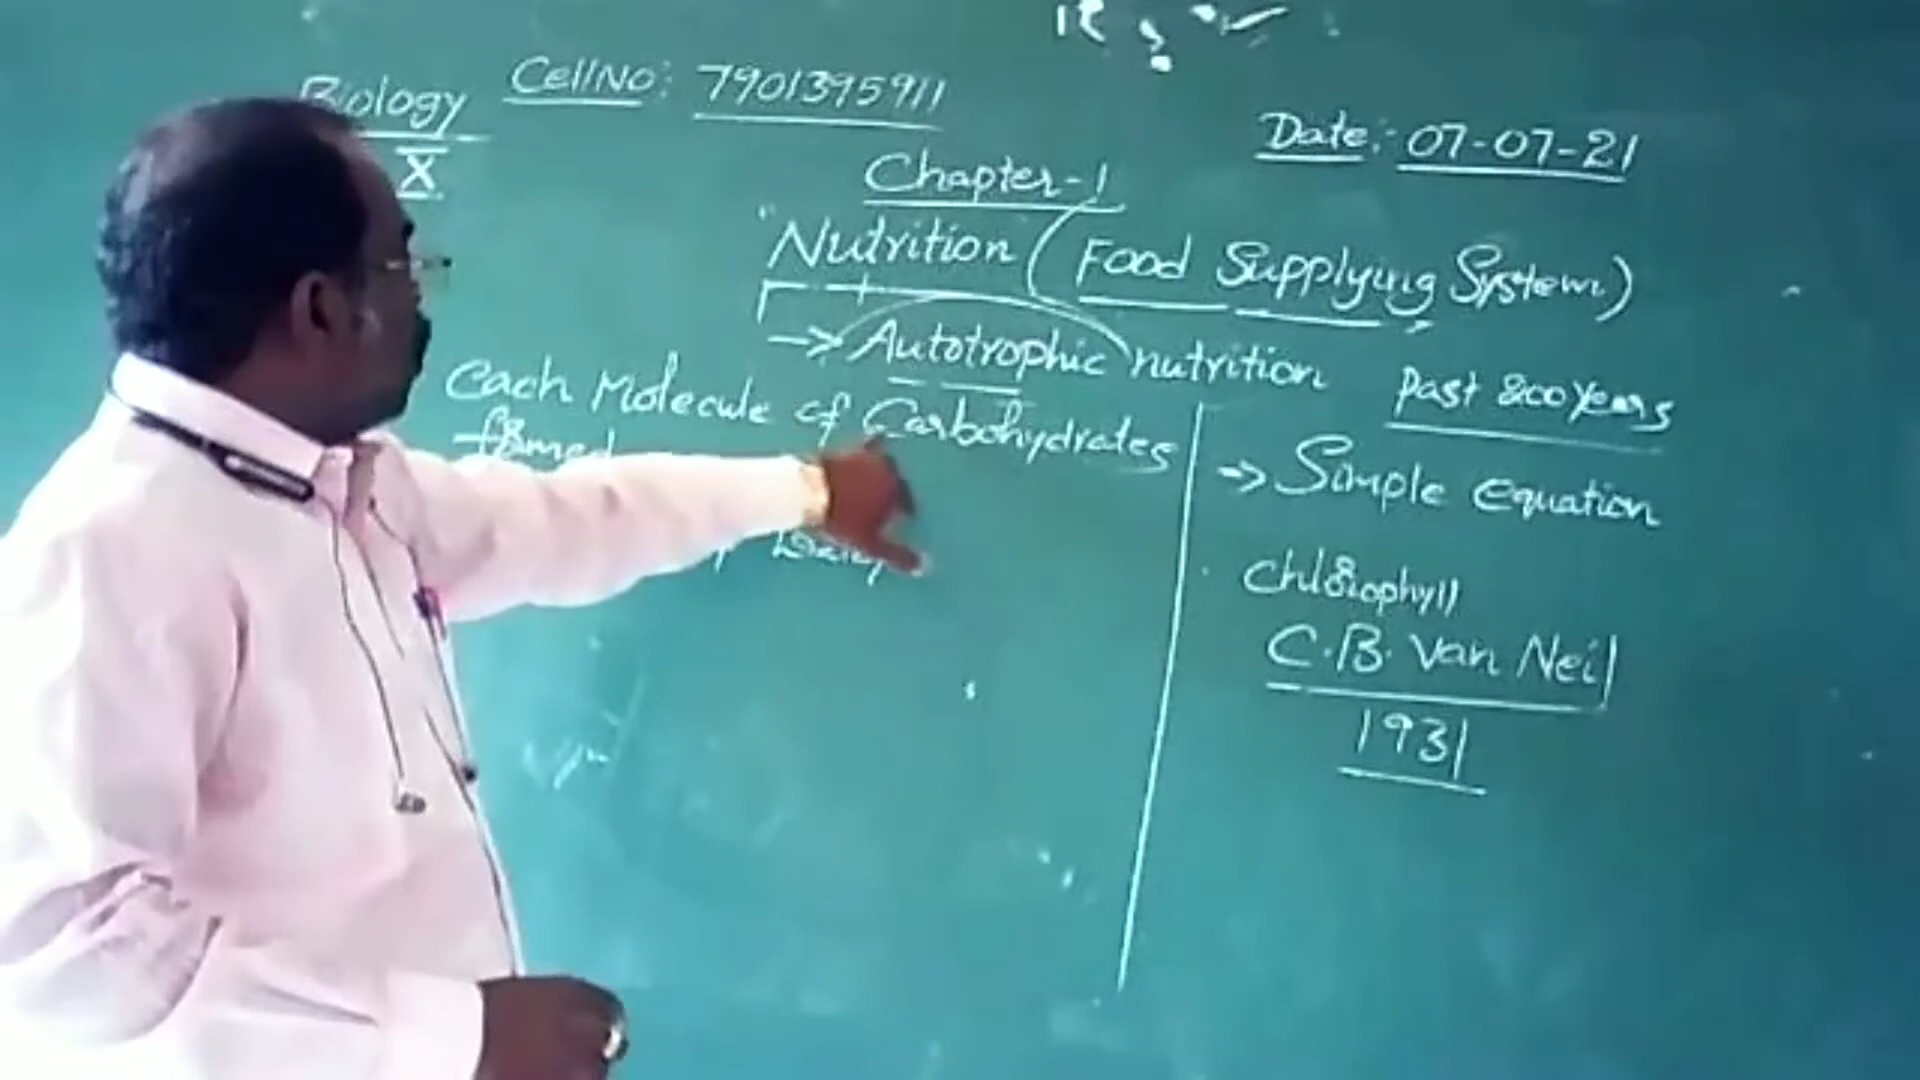 Biology
CellNo: 7901395911
X
Date: 07-07-21
Chapter-1
"Nutrition (Food Supplying System)
-> Autotrophic nutrition
Each Molecule of Carbohydrates
formed
Past 200 Years
-> Simple equation
chlorophyll
C.B. Van Neil
1931